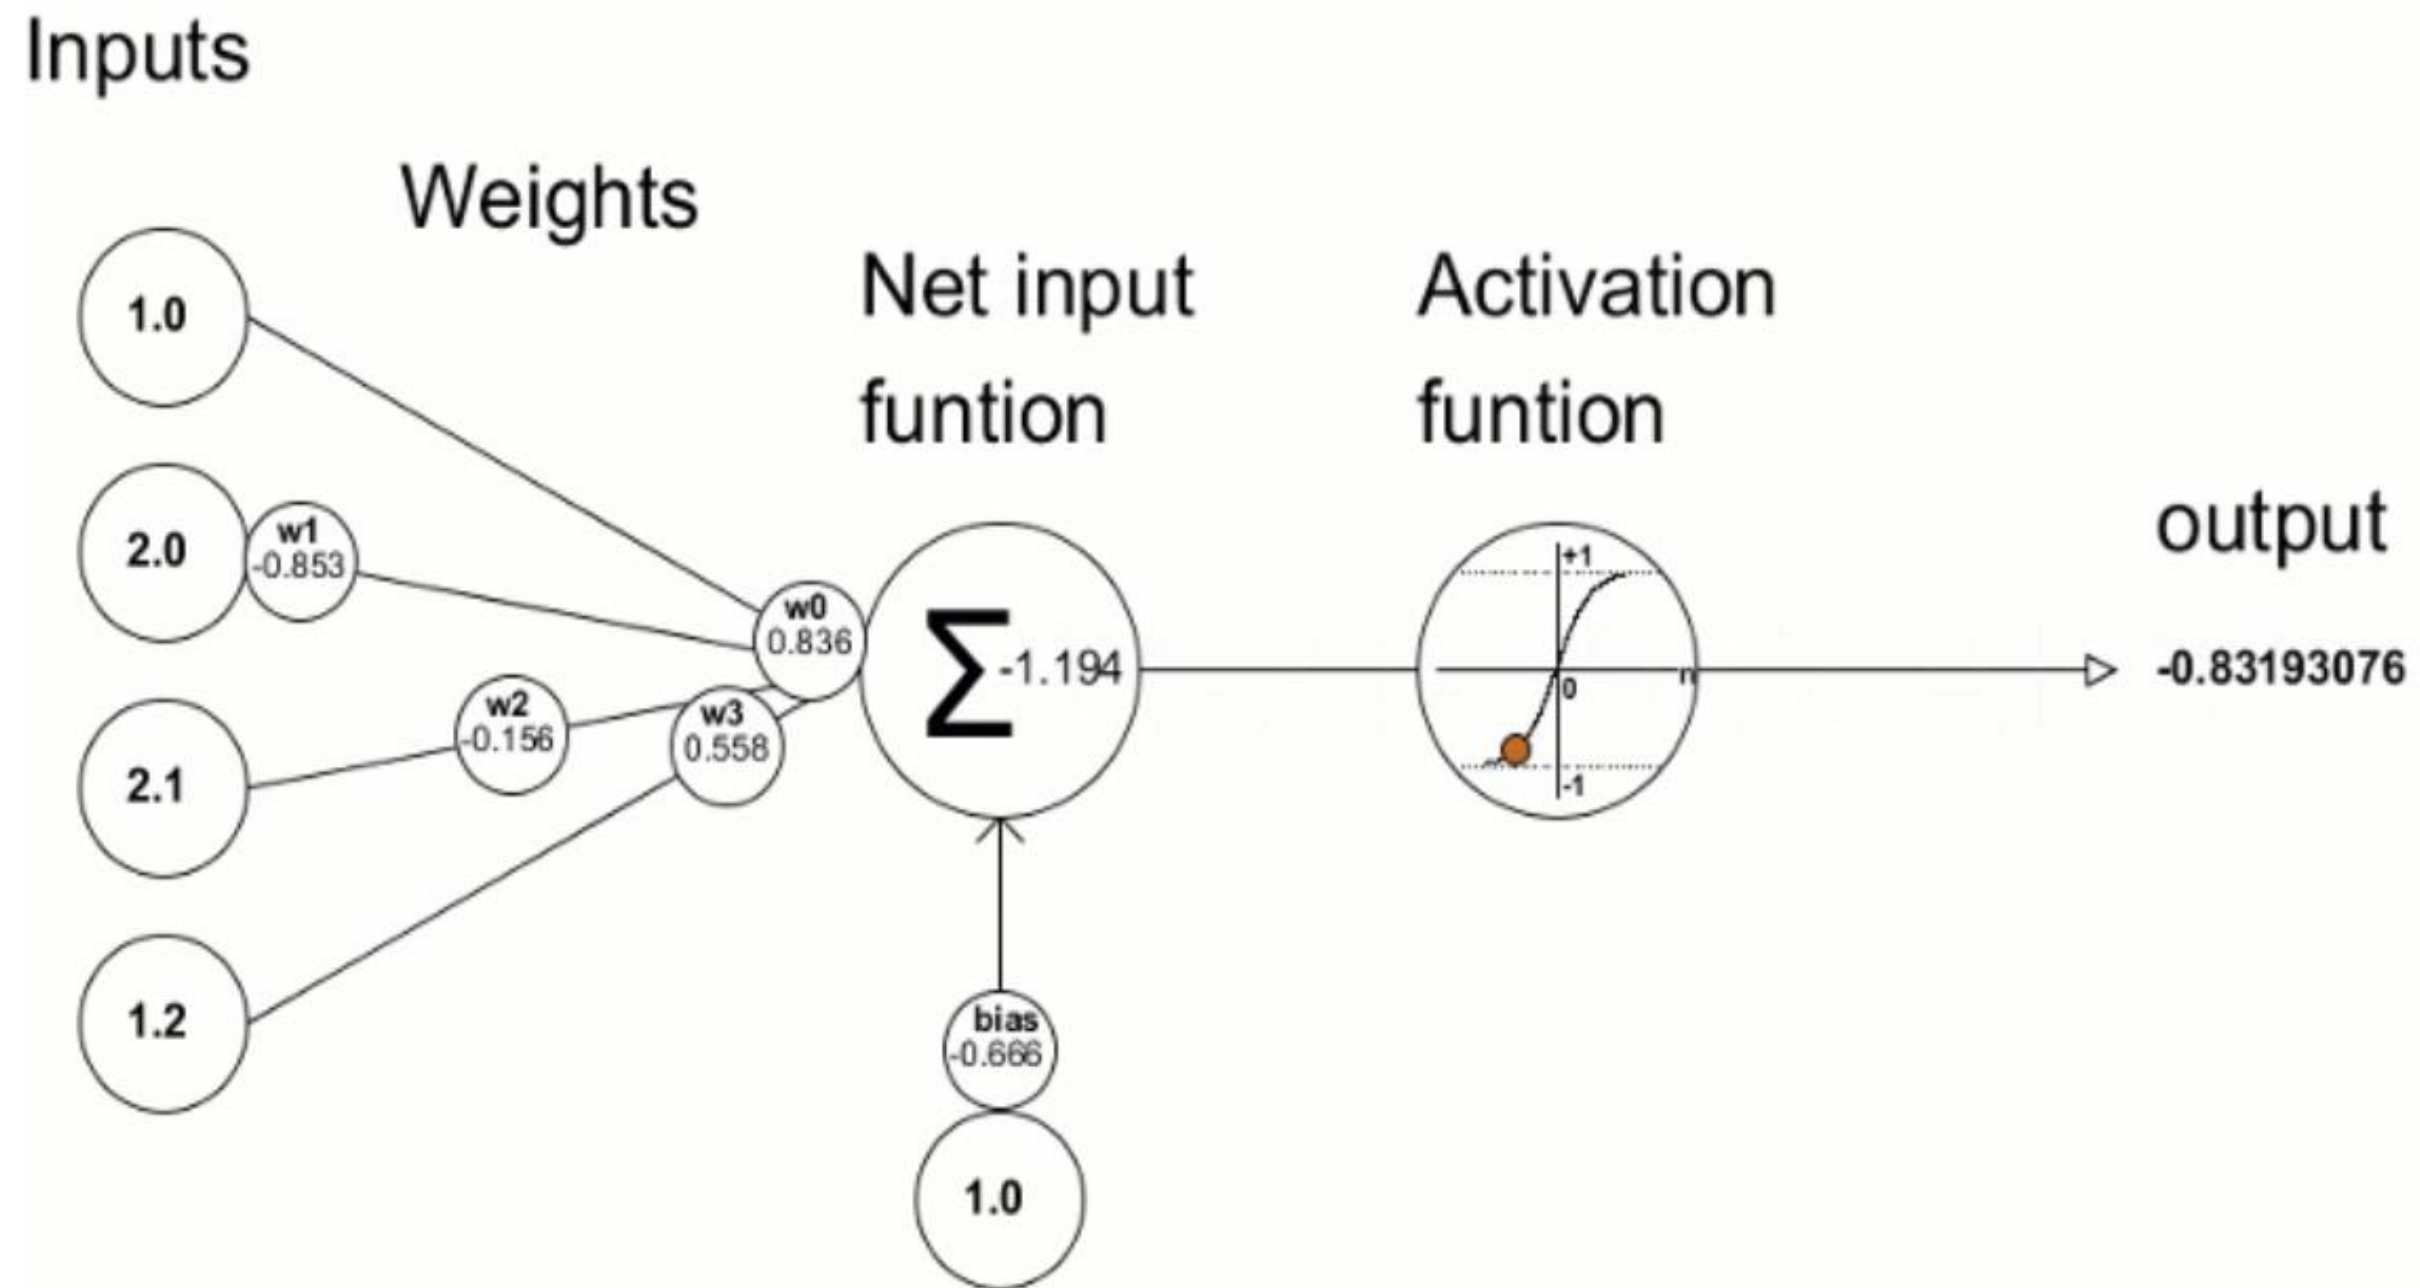 Inputs
Weights
Net input
funtion
Activation
funtion
output
1.0
2.0
2.1
1.2
w1
-0.853
w2
-0.156
w3
0.558
w0
0.836
Σ
-1.194
+1
0
n
-1
-0.83193076
bias
-0.666
1.0